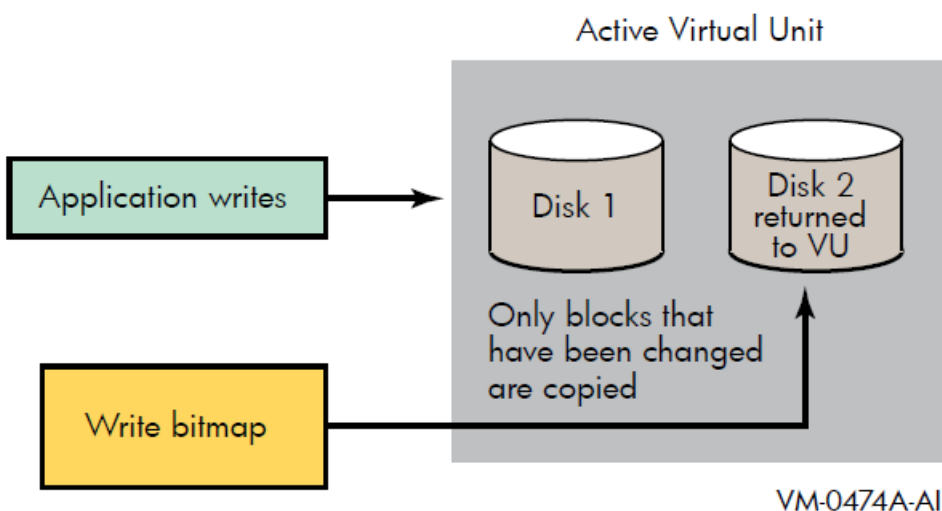 Active Virtual Unit
Application writes
Disk 1
Disk 2
returned
to VU
Only blocks that
have been changed
are copied
Write bitmap
VM-0474A-AI